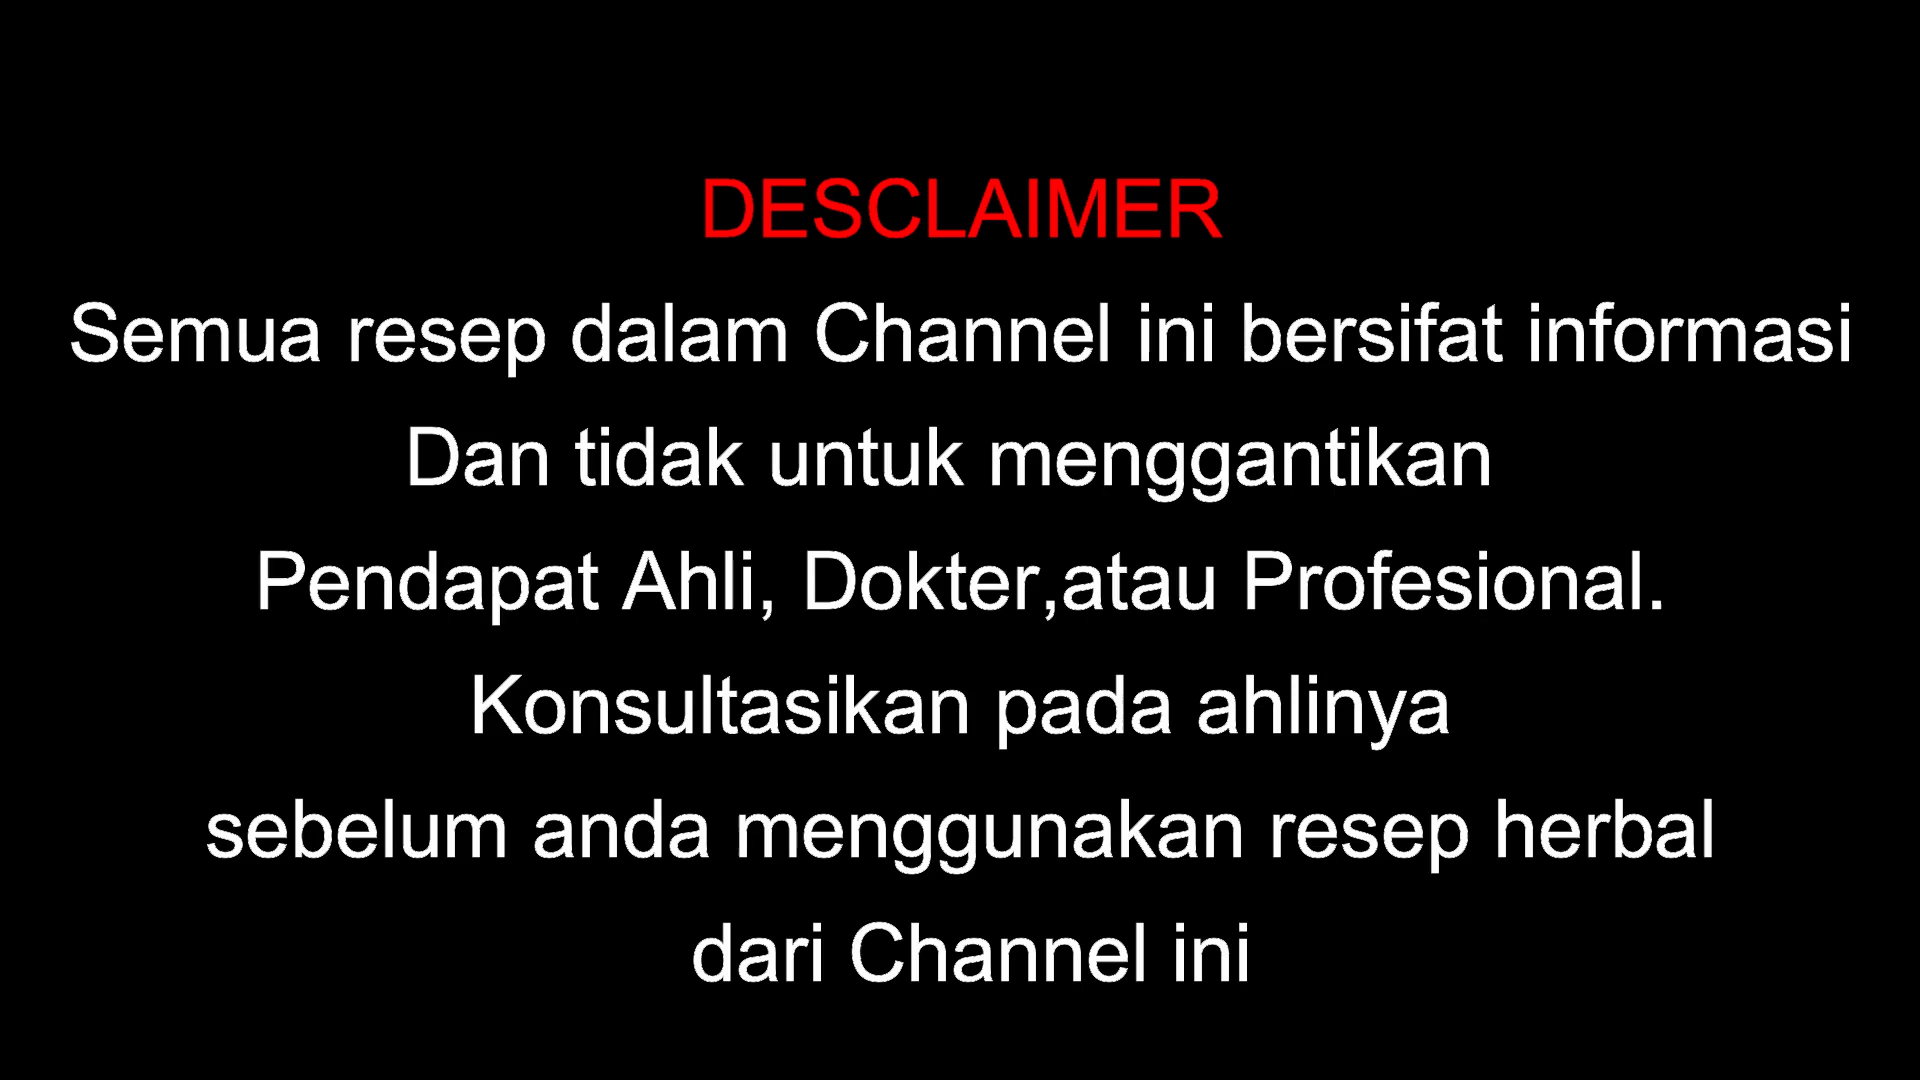 DESCLAIMER
Semua resep dalam Channel ini bersifat informasi
Dan tidak untuk menggantikan
Pendapat Ahli, Dokter,atau Profesional.
Konsultasikan pada ahlinya
sebelum anda menggunakan resep herbal
dari Channel ini